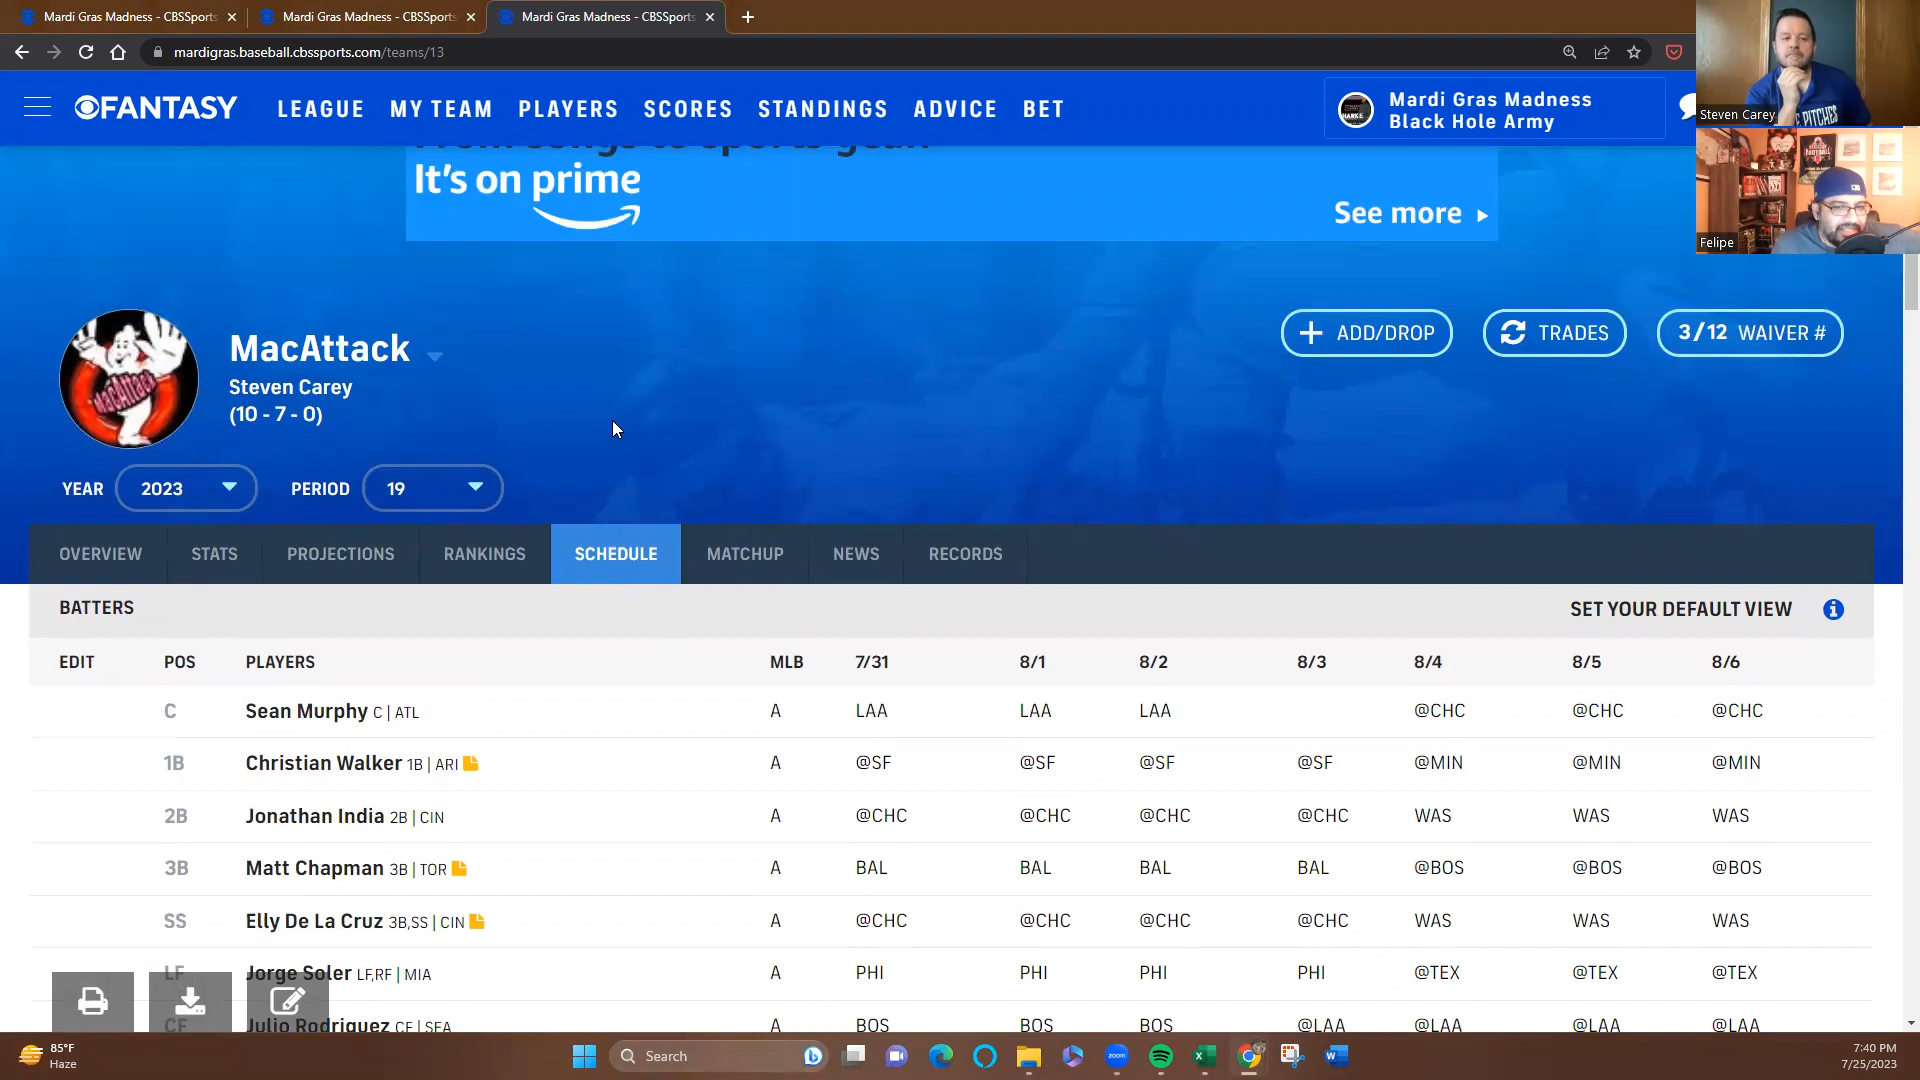 Mardi Gras Madness - CBSSports
Mardi Gras Madness - CBSSports.
Mardi Gras Madness - CBSSports
mardigras.baseball.cbssports.com/teams/13
FANTASY
LEAGUE MY TEAM PLAYERS SCORES STANDINGS ADVICE BET
Mardi Gras Madness
Black Hole Army
Steven Carey
PITCHES
Felipe
It's on prime
See more
MacAttack
Steven Carey
(10 - 7 - 0)
ADD/DROP
TRADES
3/12 WAIVER #
YEAR 2023 PERIOD 19
OVERVIEW STATS PROJECTIONS RANKINGS SCHEDULE MATCHUP NEWS RECORDS
BATTERS SET YOUR DEFAULT VIEW
EDIT POS PLAYERS MLB 7/31 8/1 8/2 8/3 8/4 8/5 8/6
C Sean Murphy C | ATL A LAA LAA LAA @CHC @CHC @CHC
1B Christian Walker 1B | ARI A @SF @SF @SF @SF @MIN @MIN @MIN
2B Jonathan India 2B | CIN A @CHC @CHC @CHC @CHC WAS WAS WAS
3B Matt Chapman 3B | TOR A BAL BAL BAL BAL @BOS @BOS @BOS
SS Elly De La Cruz 3B,SS | CIN A @CHC @CHC @CHC @CHC WAS WAS WAS
LF Jorge Soler LF,RF | MIA A PHI PHI PHI PHI @TEX @TEX @TEX
CF Julio Rodriguez CF | SEA A BOS BOS BOS @LAA @LAA @LAA @LAA
85°F
Haze
Search
zoom
7:40 PM
7/25/2023